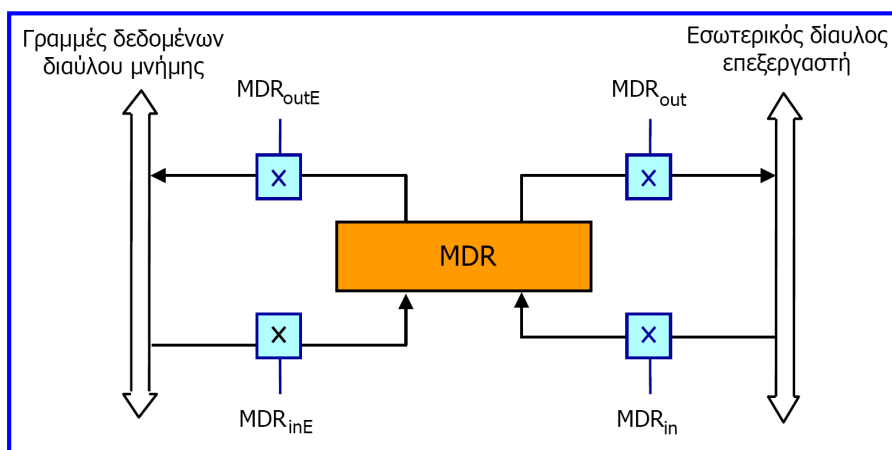 Γραμμές δεδομένων
διαύλου μνήμης
Εσωτερικός δίαυλος
επεξεργαστή
MDRoutE
MDRout
x
x
MDR
x
x
MDRinE
MDRin